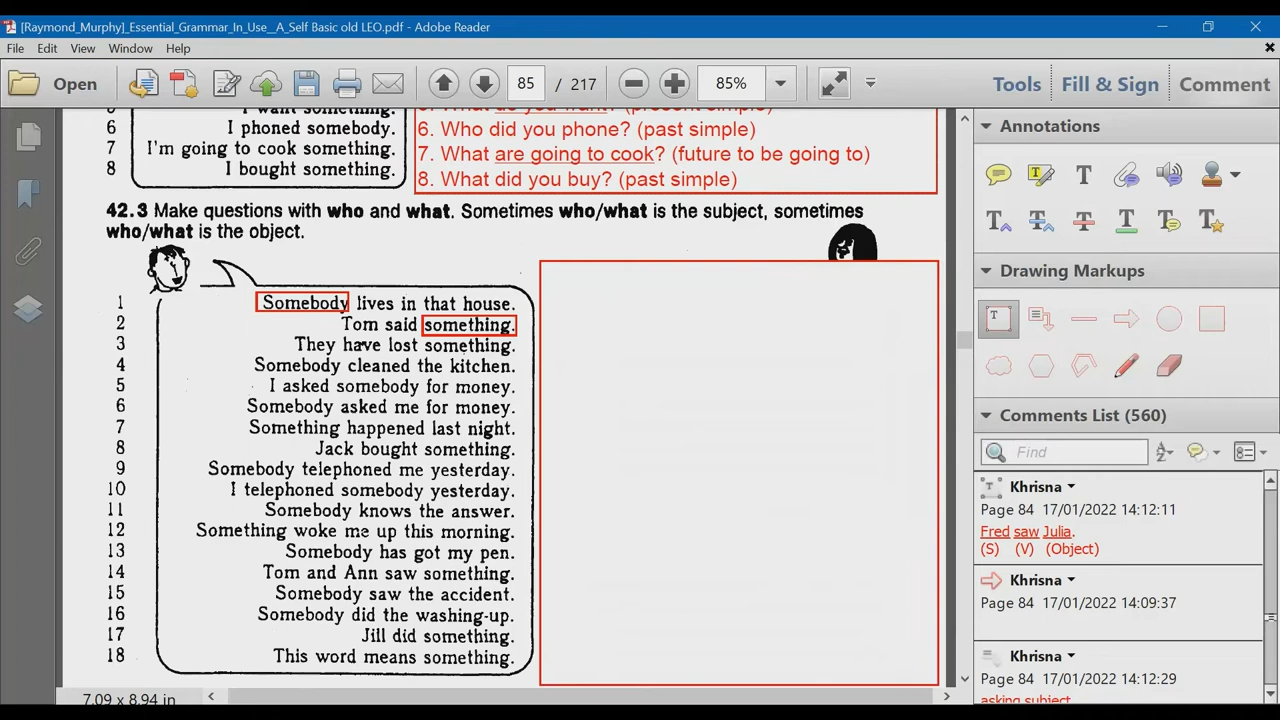 [Raymond_Murphy]_Essential_Grammar_In_Use__A_Self Basic old LEO.pdf - Adobe Reader
File Edit View Window Help
Open 85 / 217 85% Tools Fill & Sign Comment
6 I phoned somebody.
7 I'm going to cook something.
8 I bought something.
6. Who did you phone? (past simple)
7. What are going to cook? (future to be going to)
8. What did you buy? (past simple)
42.3 Make questions with who and what. Sometimes who/what is the subject, sometimes
who/what is the object.
1 Somebody lives in that house.
2 Tom said something.
3 They have lost something.
4 Somebody cleaned the kitchen.
5 I asked somebody for money.
6 Somebody asked me for money.
7 Something happened last night.
8 Jack bought something.
9 Somebody telephoned me yesterday.
10 I telephoned somebody yesterday.
11 Somebody knows the answer.
12 Something woke me up this morning.
13 Somebody has got my pen.
14 Tom and Ann saw something.
15 Somebody saw the accident.
16 Somebody did the washing-up.
17 Jill did something.
18 This word means something.
7.09 x 8.94 in
Annotations
Drawing Markups
Comments List (560)
Find
Khrisna
Page 84 17/01/2022 14:12:11
Fred saw Julia.
(S) (V) (Object)
Khrisna
Page 84 17/01/2022 14:09:37
Khrisna
Page 84 17/01/2022 14:12:29
asking subject